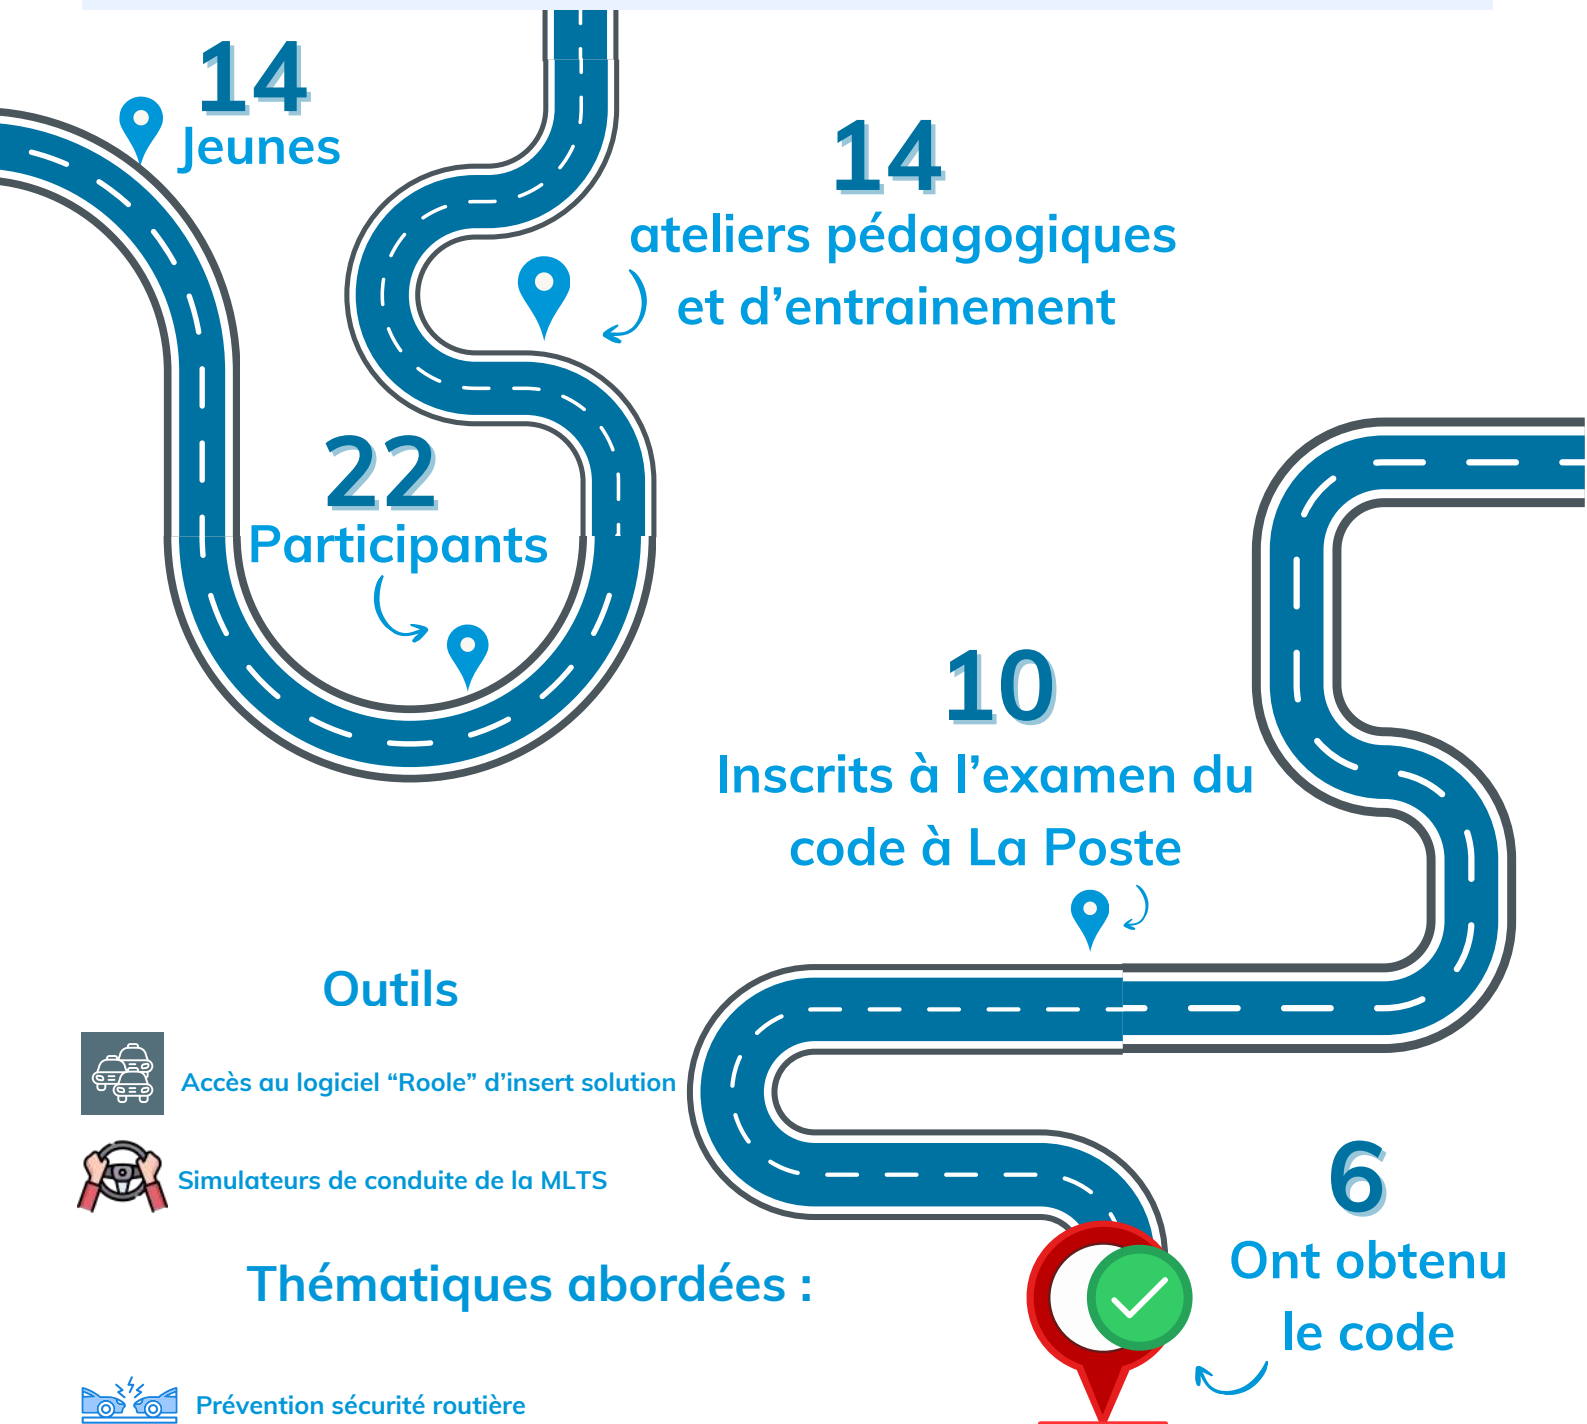 14
Jeunes
14
ateliers pédagogiques
et d’entrainement
22
Participants
10
Inscrits à l’examen du
code à La Poste
Outils
Accès au logiciel “Roole” d’insert solution
Simulateurs de conduite de la MLTS
6
Ont obtenu
le code
Thématiques abordées :
Prévention sécurité routière